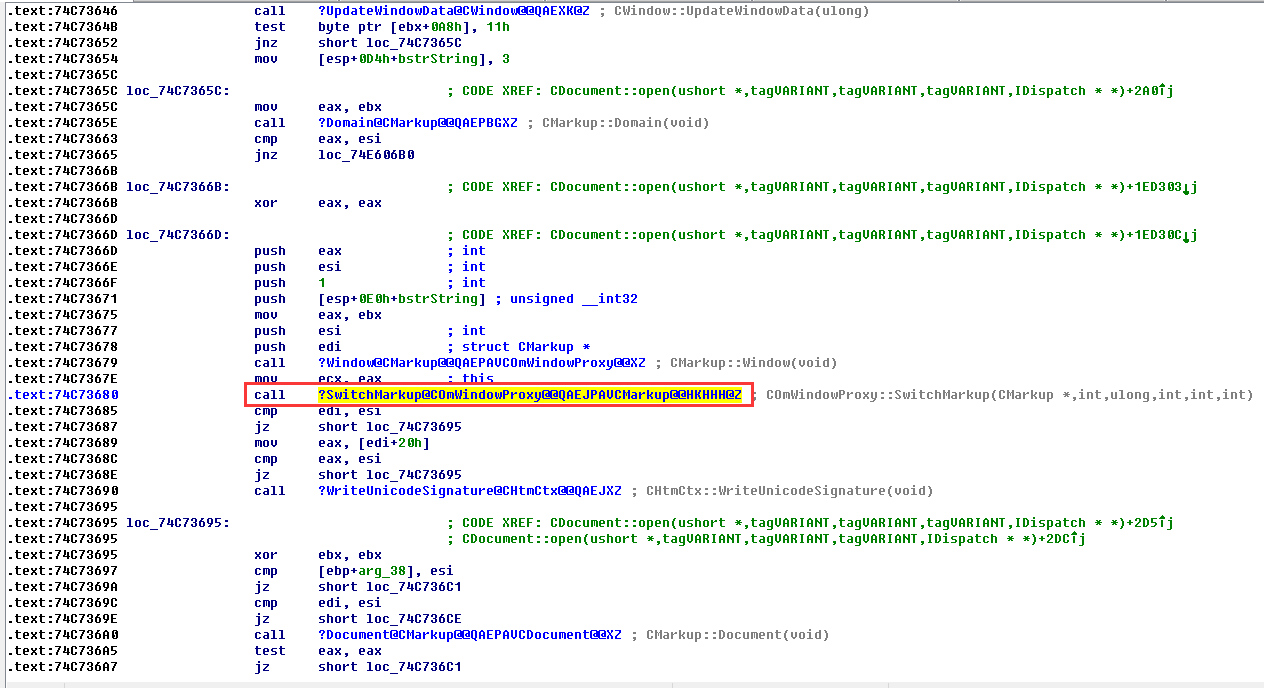 .text:74C73646 call ?UpdateWindowData@CWindow@@QAEXK@Z ; CWindow::UpdateWindowData(ulong)
.text:74C7364B test byte ptr [ebx+0A8h], 11h
.text:74C73652 jnz short loc_74C7365C
.text:74C73654 mov [esp+0D4h+bstrString], 3
.text:74C7365C
.text:74C7365C loc_74C7365C: ; CODE XREF: CDocument::open(ushort *,tagVARIANT,tagVARIANT,tagVARIANT,IDispatch * *)+2A0↑j
.text:74C7365C mov eax, ebx
.text:74C7365E call ?Domain@CMarkup@@QAEPBGXZ ; CMarkup::Domain(void)
.text:74C73663 cmp eax, esi
.text:74C73665 jnz loc_74E606B0
.text:74C7366B
.text:74C7366B loc_74C7366B: ; CODE XREF: CDocument::open(ushort *,tagVARIANT,tagVARIANT,tagVARIANT,IDispatch * *)+1ED303↓j
.text:74C7366B xor eax, eax
.text:74C7366D
.text:74C7366D loc_74C7366D: ; CODE XREF: CDocument::open(ushort *,tagVARIANT,tagVARIANT,tagVARIANT,IDispatch * *)+1ED30C↓j
.text:74C7366D push eax ; int
.text:74C7366E push esi ; int
.text:74C7366F push 1 ; int
.text:74C73671 push [esp+0E0h+bstrString] ; unsigned __int32
.text:74C73675 mov eax, ebx
.text:74C73677 push esi ; int
.text:74C73678 push edi ; struct CMarkup *
.text:74C73679 call ?Window@CMarkup@@QAEPAVCOmWindowProxy@@XZ ; CMarkup::Window(void)
.text:74C7367E mov ecx, eax ; this
.text:74C73680 call ?SwitchMarkup@COmWindowProxy@@QAEJPAVCMarkup@@HKHHH@Z ; COmWindowProxy::SwitchMarkup(CMarkup *,int,ulong,int,int,int)
.text:74C73685 cmp edi, esi
.text:74C73687 jz short loc_74C73695
.text:74C73689 mov eax, [edi+20h]
.text:74C7368C cmp eax, esi
.text:74C7368E jz short loc_74C73695
.text:74C73690 call ?WriteUnicodeSignature@CHtmCtx@@QAEJXZ ; CHtmCtx::WriteUnicodeSignature(void)
.text:74C73695
.text:74C73695 loc_74C73695: ; CODE XREF: CDocument::open(ushort *,tagVARIANT,tagVARIANT,tagVARIANT,IDispatch * *)+2D5↑j
.text:74C73695 ; CDocument::open(ushort *,tagVARIANT,tagVARIANT,tagVARIANT,IDispatch * *)+2DC↑j
.text:74C73695 xor ebx, ebx
.text:74C73697 cmp [ebp+arg_38], esi
.text:74C7369A jz short loc_74C736C1
.text:74C7369C cmp edi, esi
.text:74C7369E jz short loc_74C736CE
.text:74C736A0 call ?Document@CMarkup@@QAEPAVCDocument@@XZ ; CMarkup::Document(void)
.text:74C736A5 test eax, eax
.text:74C736A7 jz short loc_74C736C1